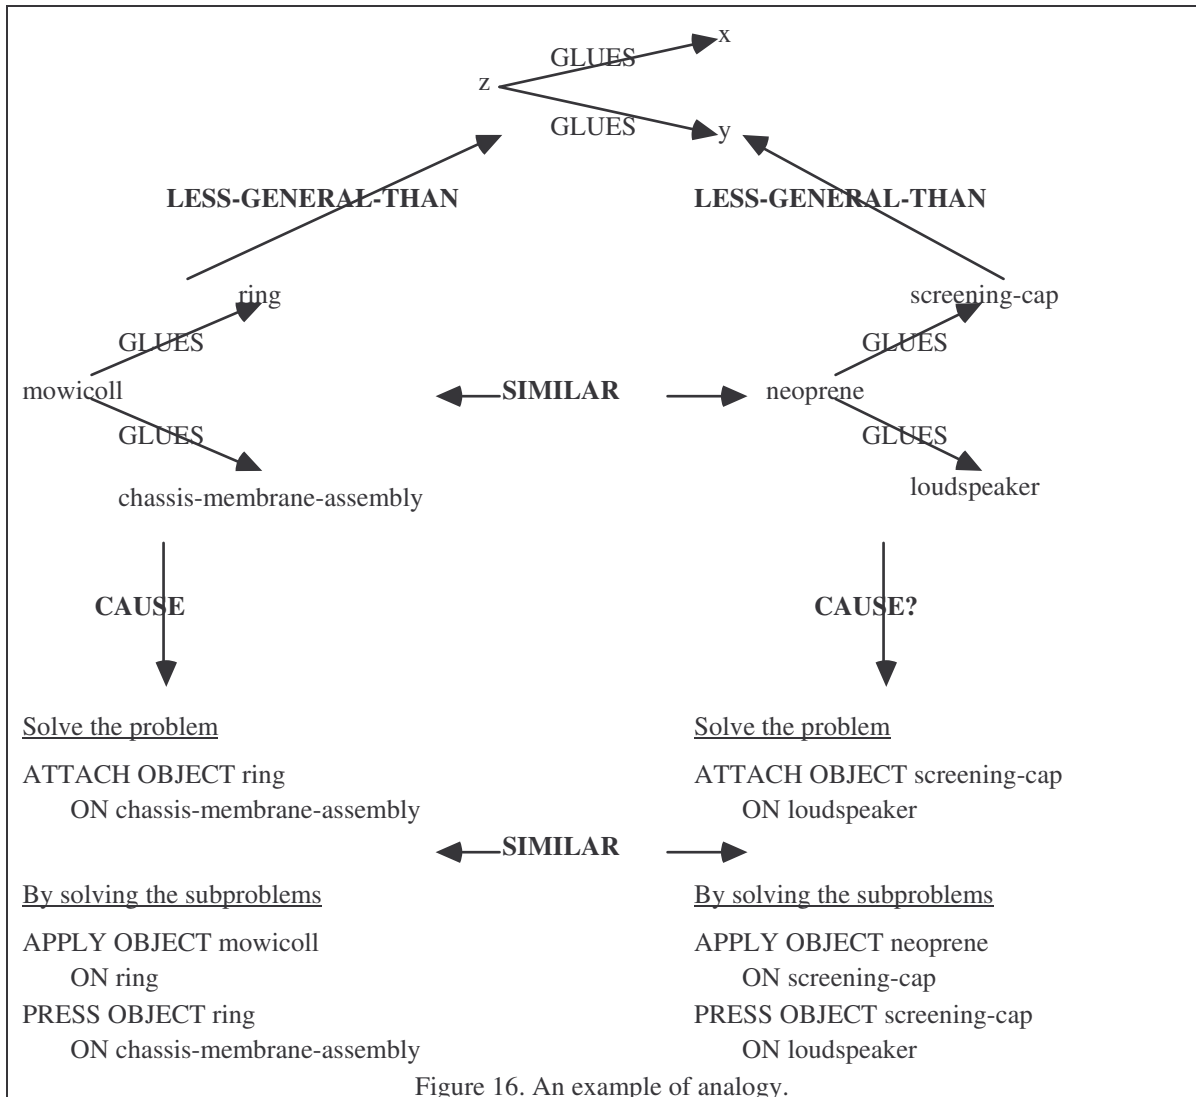 x
GLUES
z
GLUES
y
LESS-GENERAL-THAN LESS-GENERAL-THAN
ring screening-cap
GLUES GLUES
mowicoll SIMILAR neoprene
GLUES GLUES
chassis-membrane-assembly loudspeaker
CAUSE CAUSE?
Solve the problem
ATTACH OBJECT ring
ON chassis-membrane-assembly
Solve the problem
ATTACH OBJECT screening-cap
ON loudspeaker
SIMILAR
By solving the subproblems
APPLY OBJECT mowicoll
ON ring
PRESS OBJECT ring
ON chassis-membrane-assembly
By solving the subproblems
APPLY OBJECT neoprene
ON screening-cap
PRESS OBJECT screening-cap
ON loudspeaker
Figure 16. An example of analogy.